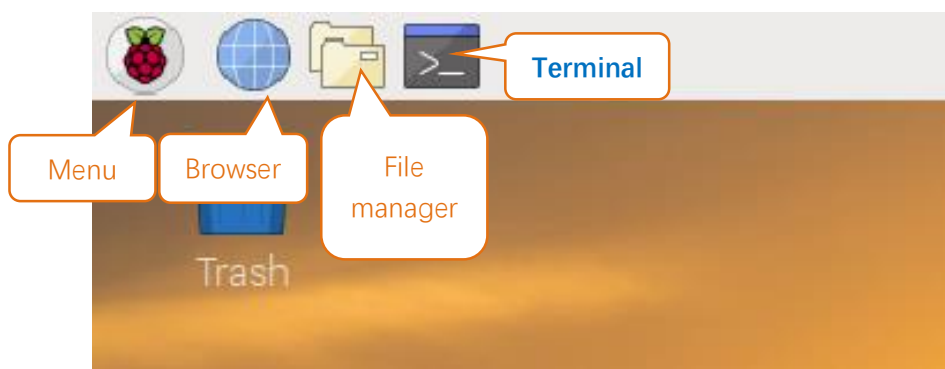 >_
Terminal
Menu
Browser
File
manager
Trash